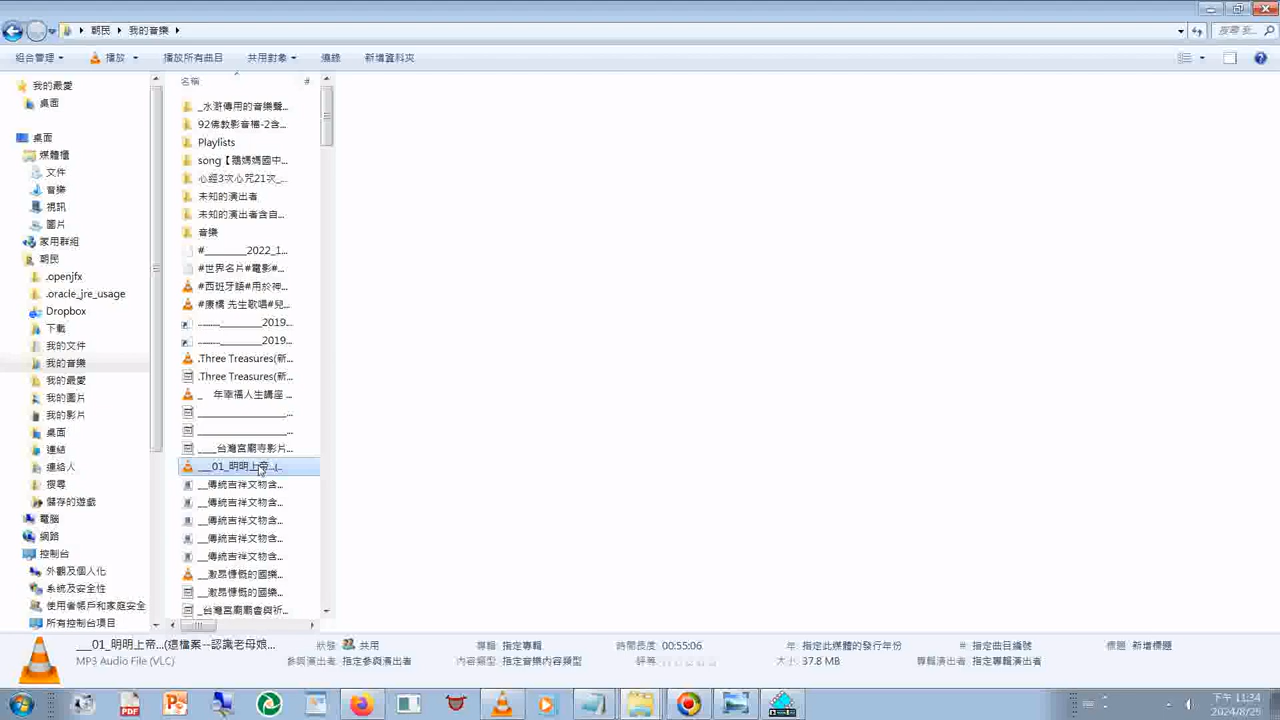 朝民 我的音樂
搜尋 我...
組合管理 播放 播放所有曲目 共用對象 燒錄 新增資料夾
名稱 #
我的最愛
桌面
桌面
媒體櫃
文件
音樂
視訊
圖片
家用群組
朝民
.openjfx
.oracle_jre_usage
Dropbox
下載
我的文件
我的音樂
我的最愛
我的圖片
我的影片
桌面
連結
連絡人
搜尋
儲存的遊戲
電腦
網路
控制台
外觀及個人化
系統及安全性
使用者帳戶和家庭安全
所有控制台項目
_水滸傳用的音樂聲...
92佛教影音檔-2含...
Playlists
song【鵝媽媽國中...
心經3次心咒21次_...
未知的演出者
未知的演出者含自...
音樂
#________2022_1...
#世界名片#電影#...
#西班牙語#用於神...
#康橋 先生歌唱#兒...
........________2019...
........________2019...
.Three Treasures(新...
.Three Treasures(新...
_ 年幸福人生講座 ...
____台灣宮廟寺影片...
___01_明明上帝...(...
__傳統吉祥文物含...
__傳統吉祥文物含...
__傳統吉祥文物含...
__傳統吉祥文物含...
__傳統吉祥文物含...
__激昂慷慨的國樂...
__激昂慷慨的國樂...
_台灣宮廟廟會與祈...
___01_明明上帝...(這檔案--認識老母娘...
MP3 Audio File (VLC)
狀態: 共用
參與演出者: 指定參與演出者
專輯: 指定專輯
內容類型: 指定音樂內容類型
時間長度: 00:55:06
評等:
年: 指定此媒體的發行年份
大小: 37.8 MB
#: 指定曲目編號
專輯演出者: 指定專輯演出者
標題: 新增標題
下午 11:34
2024/8/25